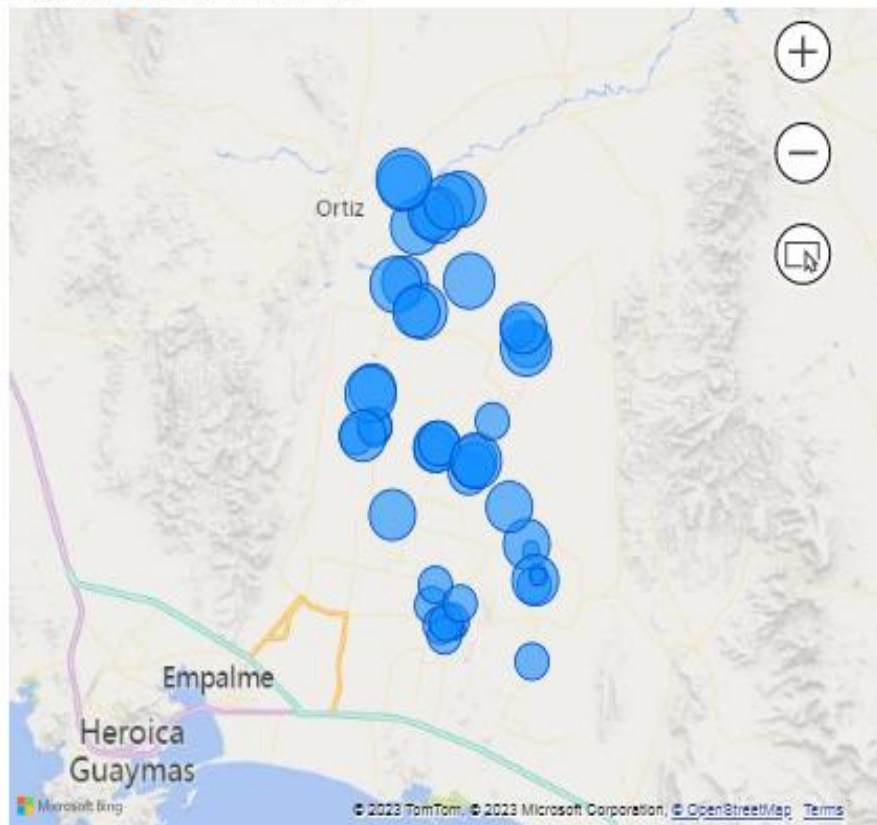 Ortiz
Empalme
Heroica
Guaymas
Microsoft Bing
© 2023 TomTom, © 2023 Microsoft Corporation, © OpenStreetMap Terms